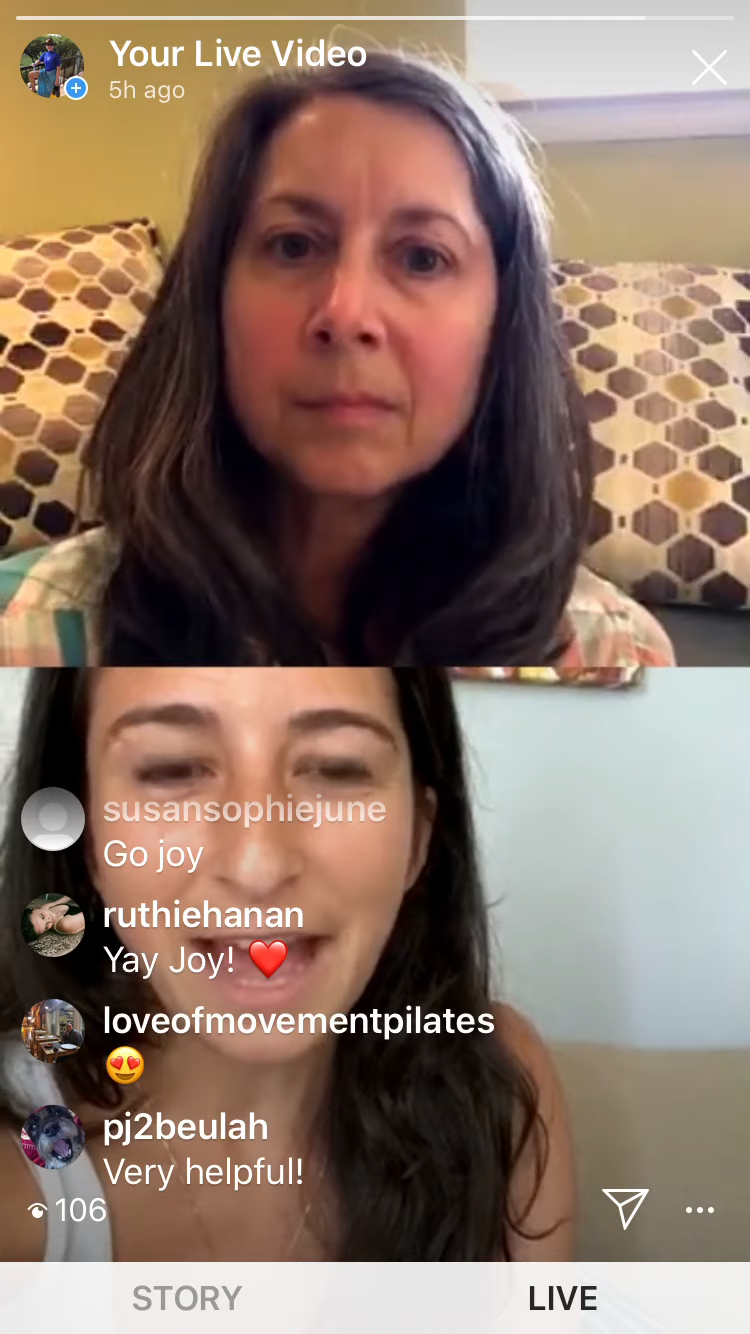 Your Live Video
5h ago
susansophiejune
Go joy
ruthiehanan
Yay Joy! ❤️
loveofmovementpilates
😍
pj2beulah
Very helpful!
106
STORY
LIVE